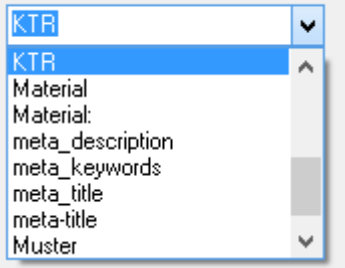 KTR
KTR
Material
Material:
meta_description
meta_keywords
meta_title
meta-title
Muster